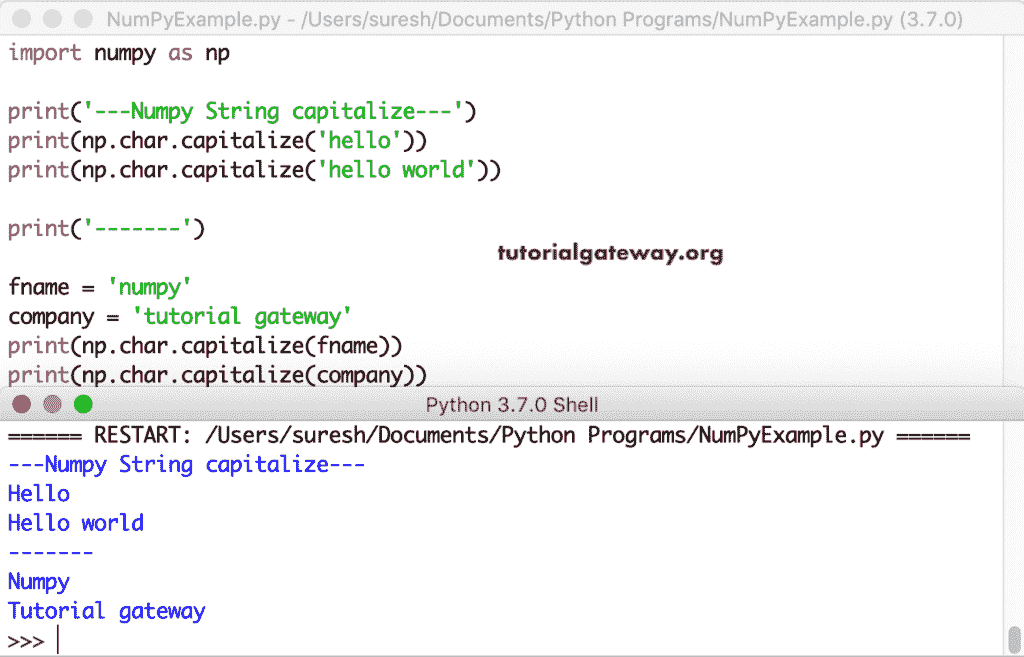 NumPyExample.py - /Users/suresh/Documents/Python Programs/NumPyExample.py (3.7.0)
import numpy as np
print('---Numpy String capitalize---')
print(np.char.capitalize('hello'))
print(np.char.capitalize('hello world'))
print('-------')
tutorialgateway.org
fname = 'numpy'
company = 'tutorial gateway'
print(np.char.capitalize(fname))
print(np.char.capitalize(company))
Python 3.7.0 Shell
====== RESTART: /Users/suresh/Documents/Python Programs/NumPyExample.py ======
---Numpy String capitalize---
Hello
Hello world
-------
Numpy
Tutorial gateway
>>>